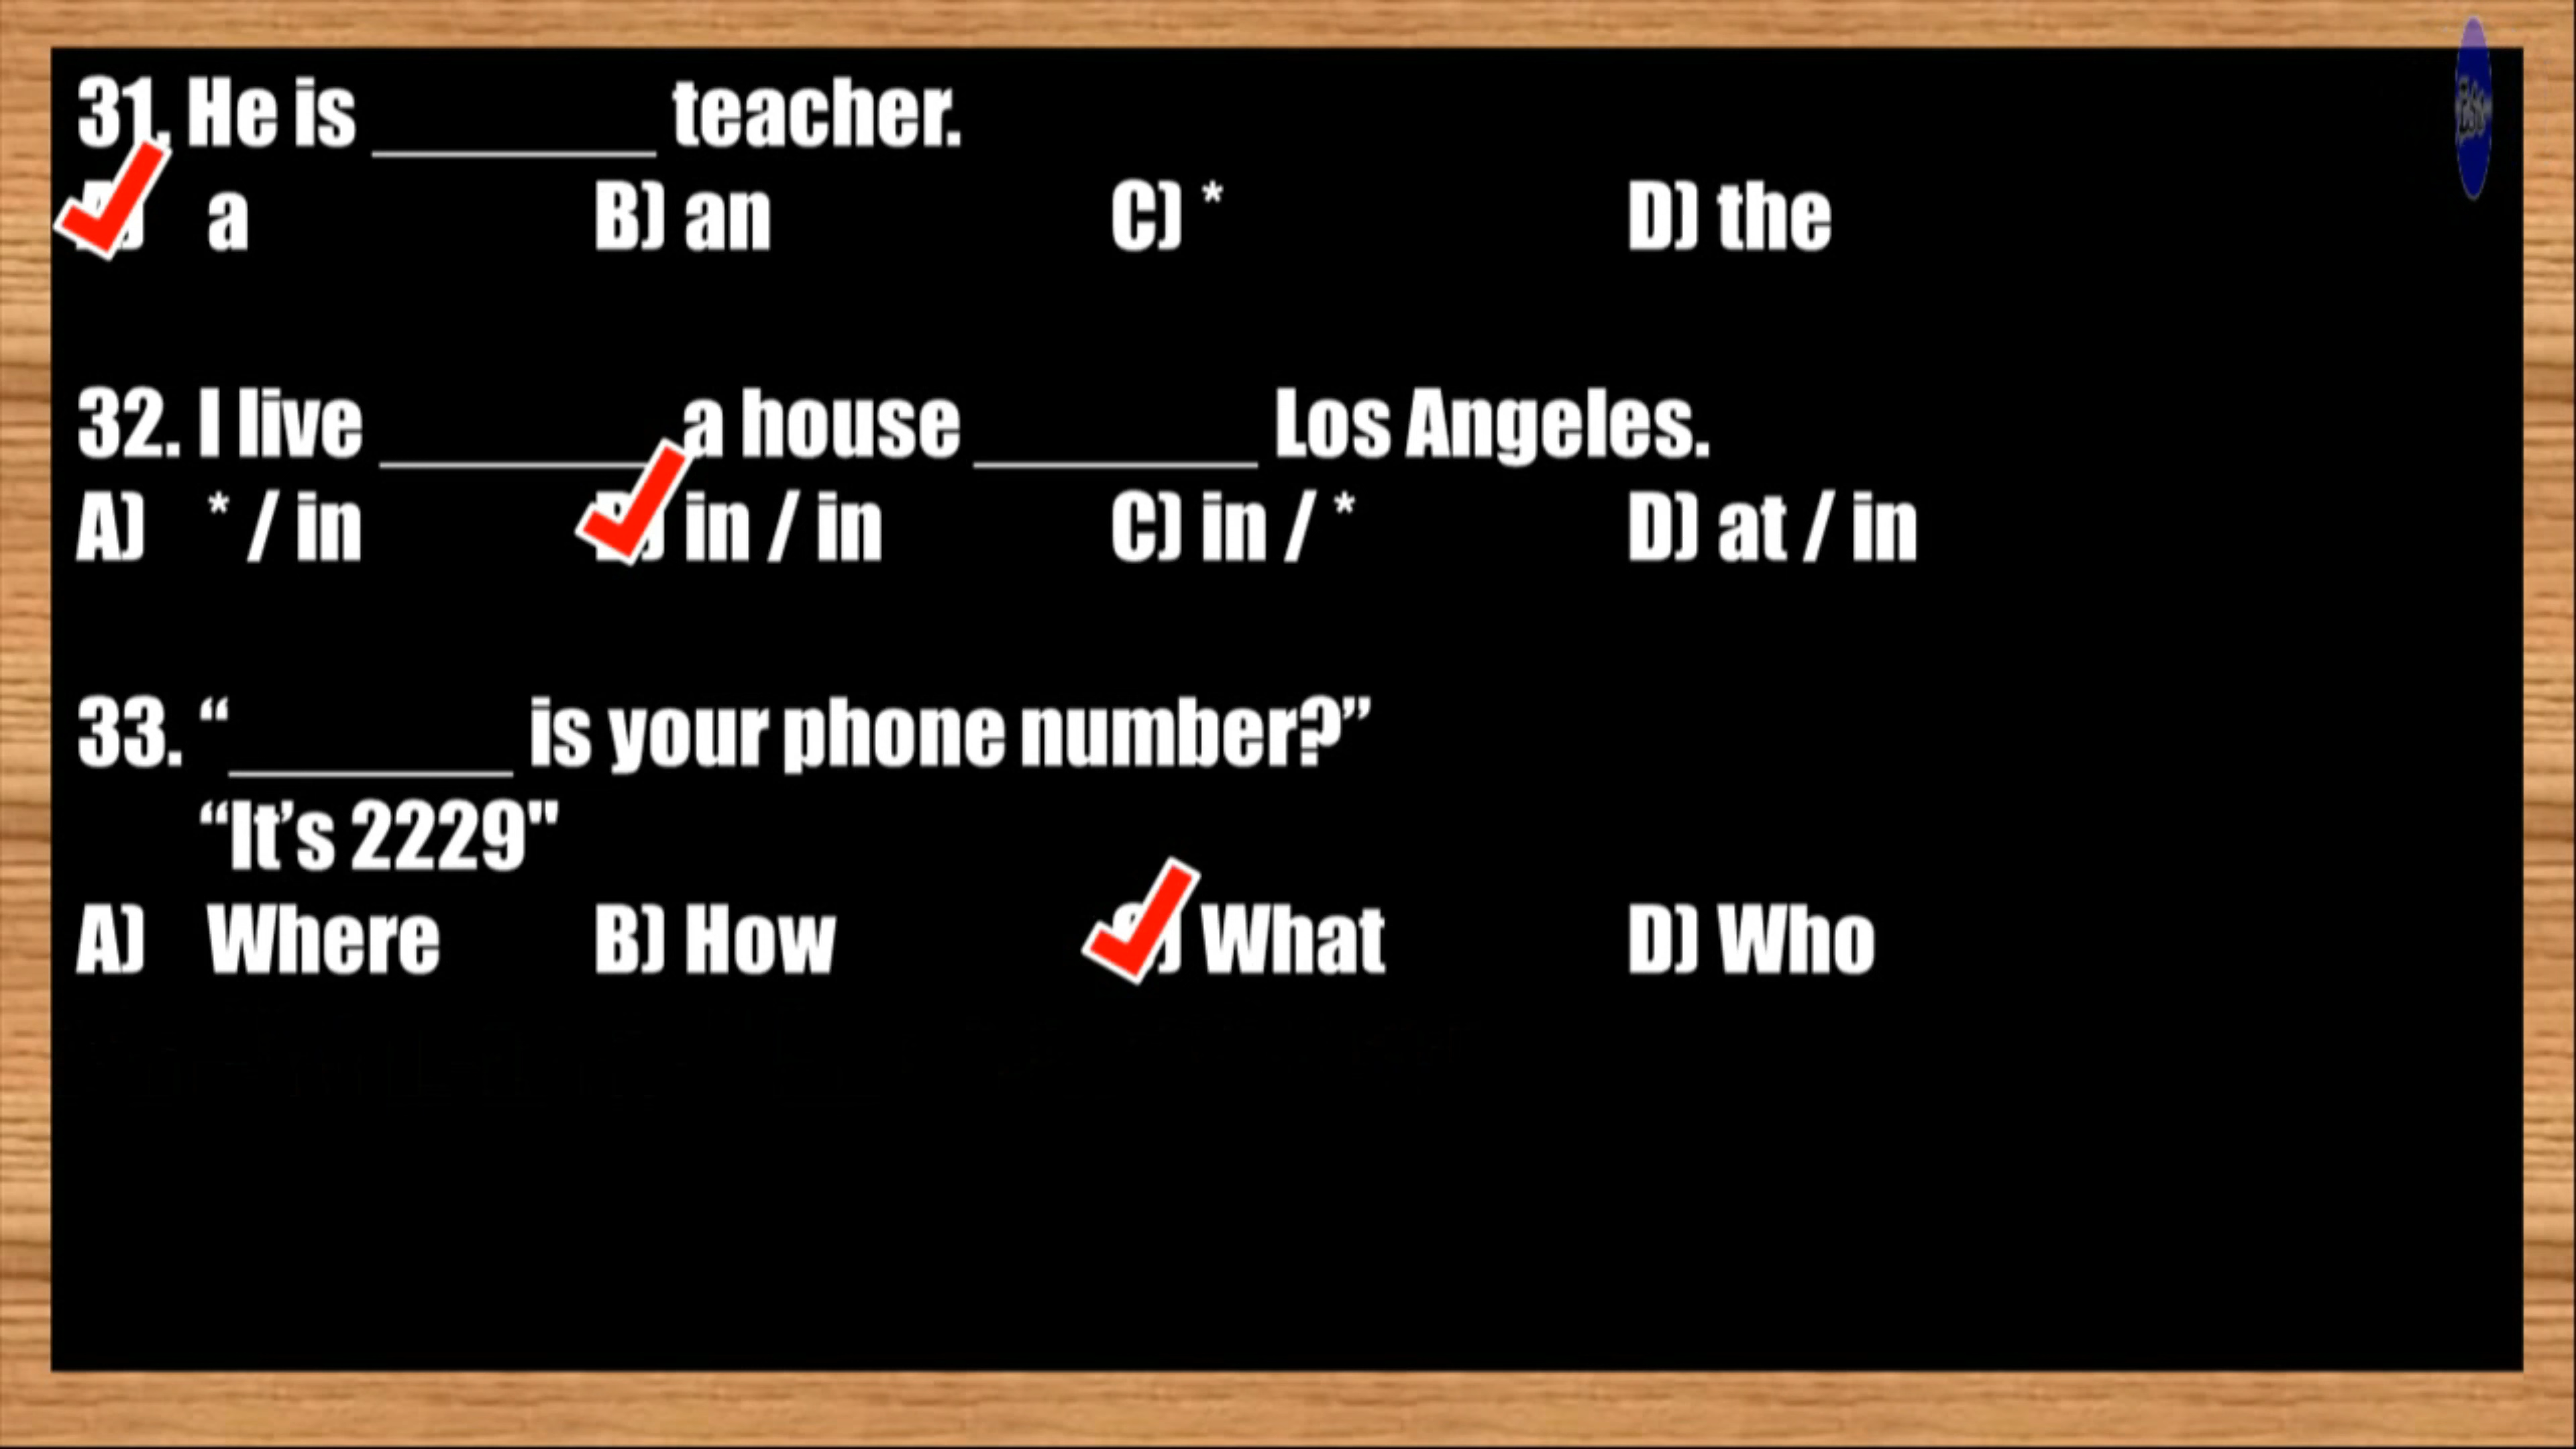 31. He is ________ teacher.
A) a B) an C) * D) the
32. I live ________ a house ________ Los Angeles.
A) * / in B) in / in C) in / * D) at / in
33. “________ is your phone number?”
“It’s 2229"
A) Where B) How C) What D) Who